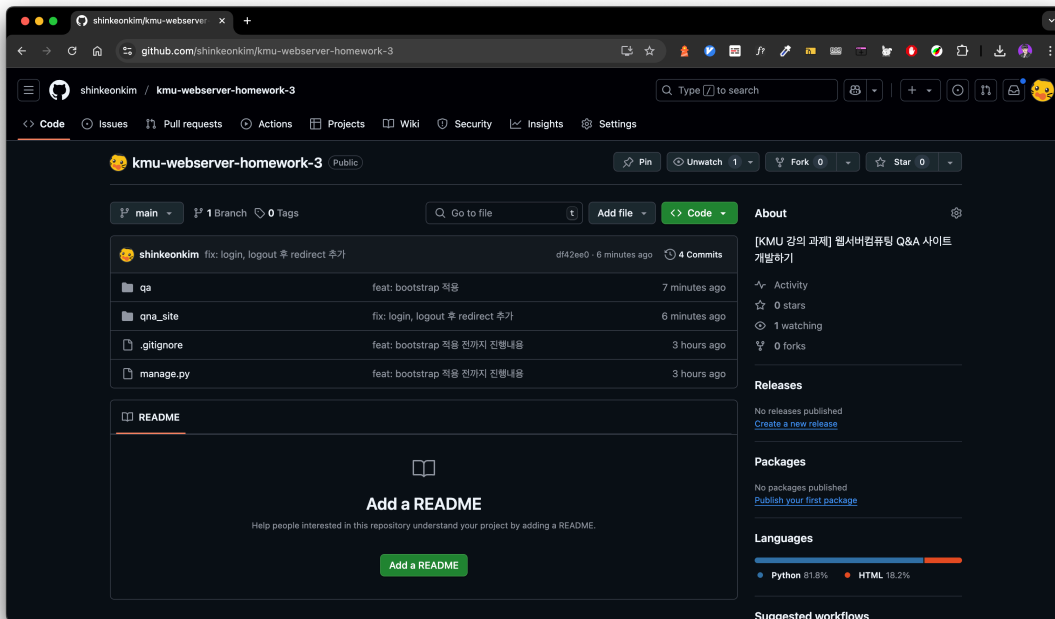 shinkeonkim/kmu-webserver-
github.com/shinkeonkim/kmu-webserver-homework-3
shinkeonkim / kmu-webserver-homework-3
Type / to search
<> Code
Issues
Pull requests
Actions
Projects
Wiki
Security
Insights
Settings
kmu-webserver-homework-3 Public
Pin
Unwatch 1
Fork 0
Star 0
main
1 Branch
0 Tags
Go to file t
Add file
<> Code
shinkeonkim fix: login, logout 후 redirect 추가 df42ee0 · 6 minutes ago 4 Commits
qa feat: bootstrap 적용 7 minutes ago
qna_site fix: login, logout 후 redirect 추가 6 minutes ago
.gitignore feat: bootstrap 적용 전까지 진행내용 3 hours ago
manage.py feat: bootstrap 적용 전까지 진행내용 3 hours ago
README
Add a README
Help people interested in this repository understand your project by adding a README.
Add a README
About
[KMU 강의 과제] 웹서버컴퓨팅 Q&A 사이트
개발하기
Activity
0 stars
1 watching
0 forks
Releases
No releases published
Create a new release
Packages
No packages published
Publish your first package
Languages
Python 81.8%
HTML 18.2%
Suggested workflows